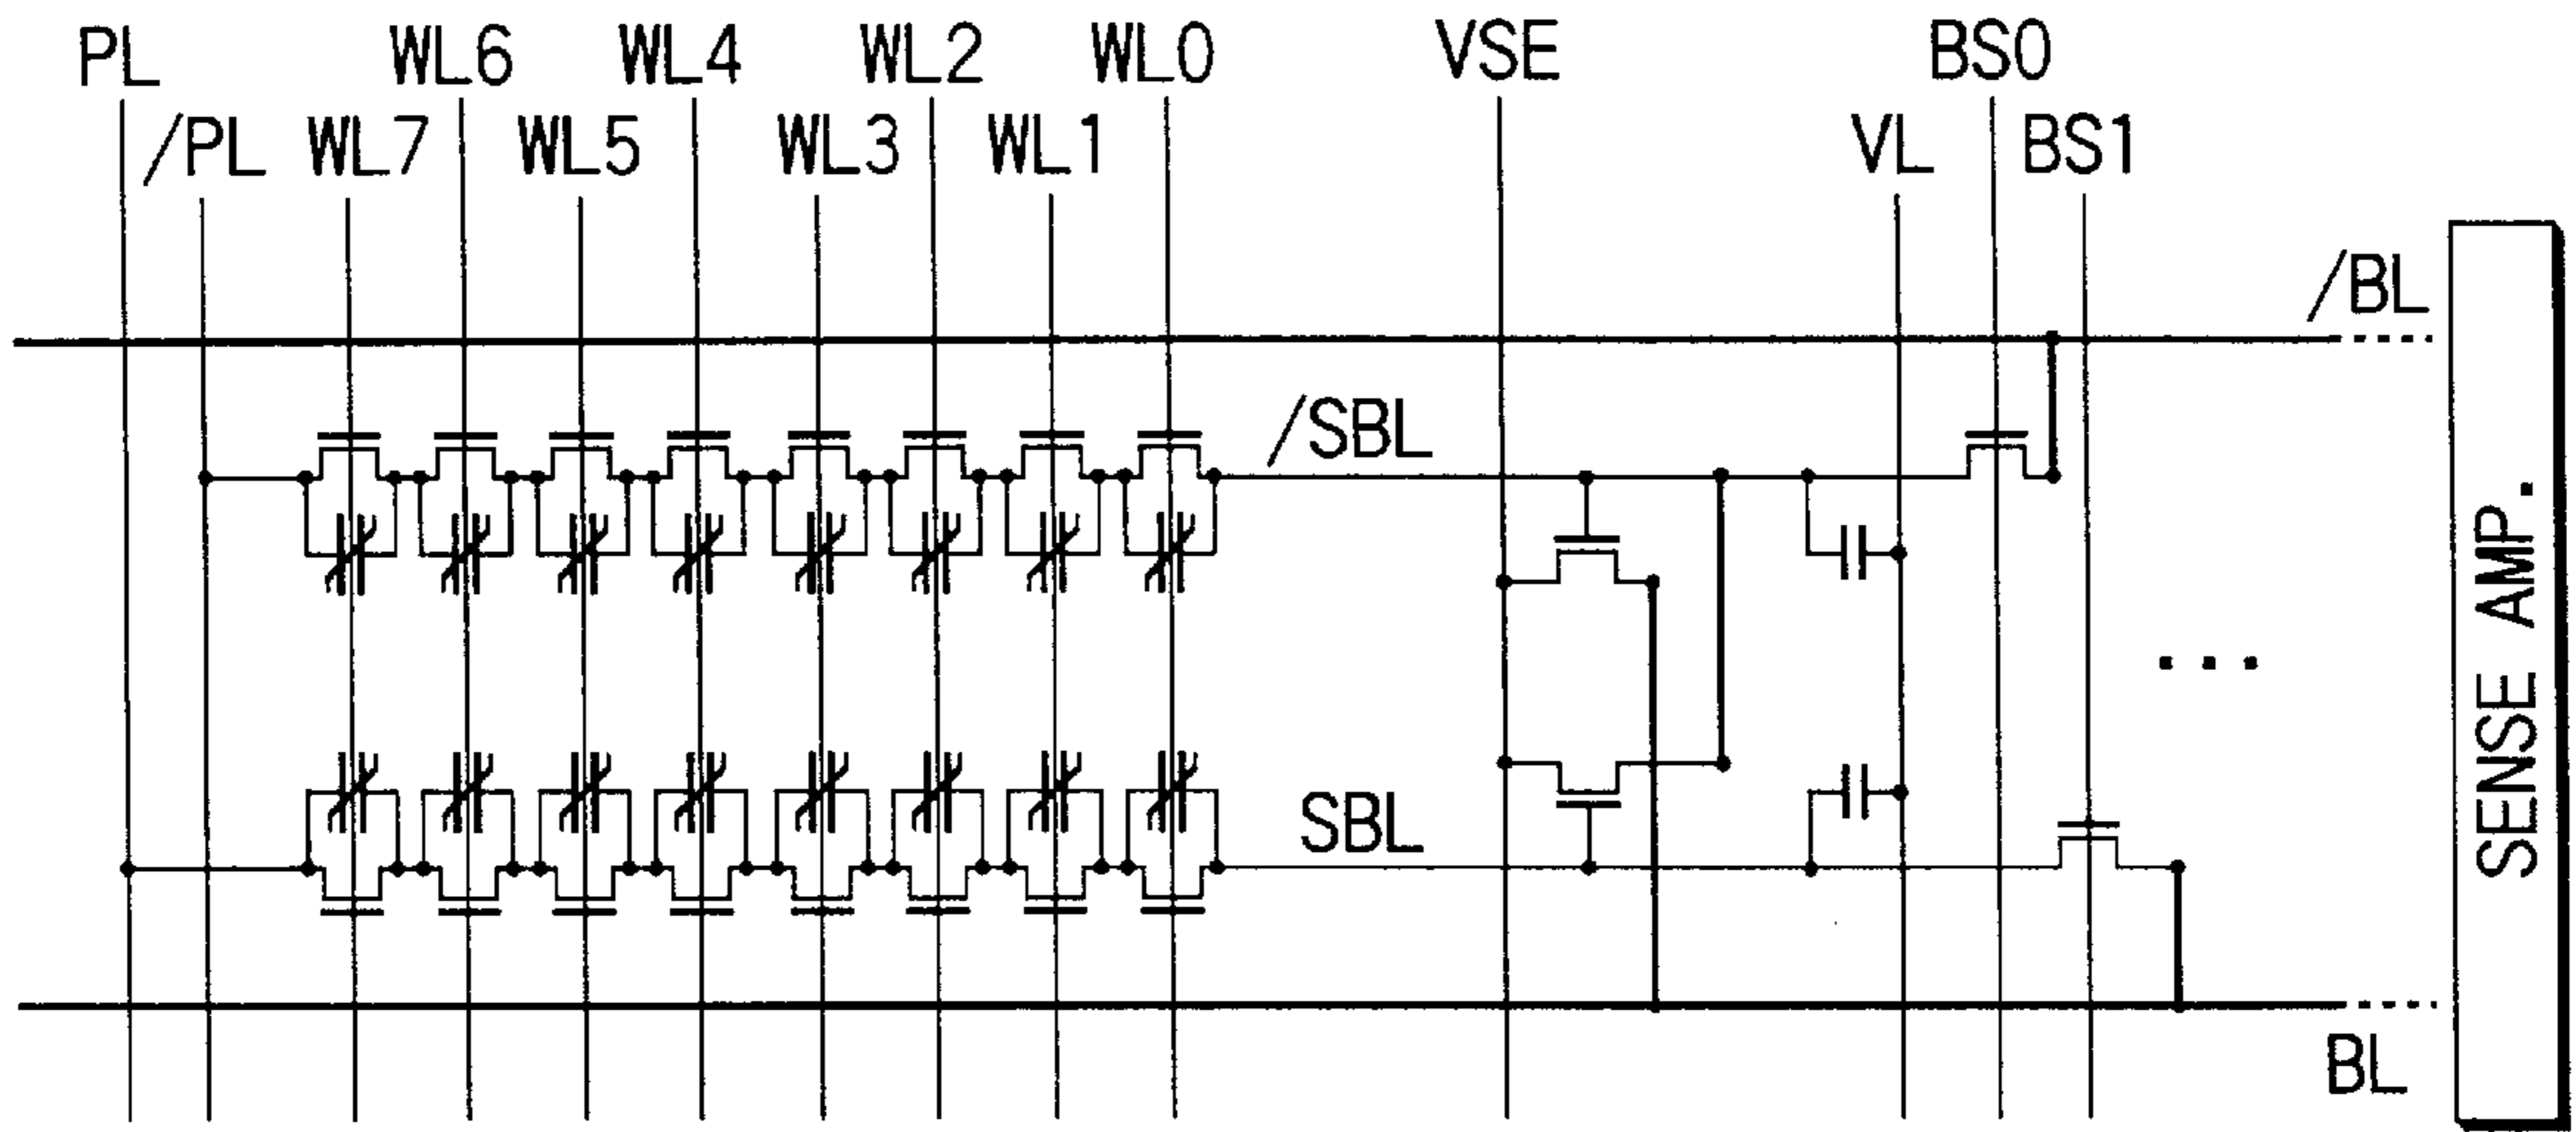 PL WL6 WL4 WL2 WL0 VSE BS0
/PL WL7 WL5 WL3 WL1 VL BS1
/BL
/SBL
SENSE AMP.
SBL
BL